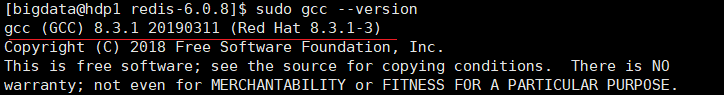 [bigdata@hdp1 redis-6.0.8]$ sudo gcc --version
gcc (GCC) 8.3.1 20190311 (Red Hat 8.3.1-3)
Copyright (C) 2018 Free Software Foundation, Inc.
This is free software; see the source for copying conditions.  There is NO
warranty; not even for MERCHANTABILITY or FITNESS FOR A PARTICULAR PURPOSE.